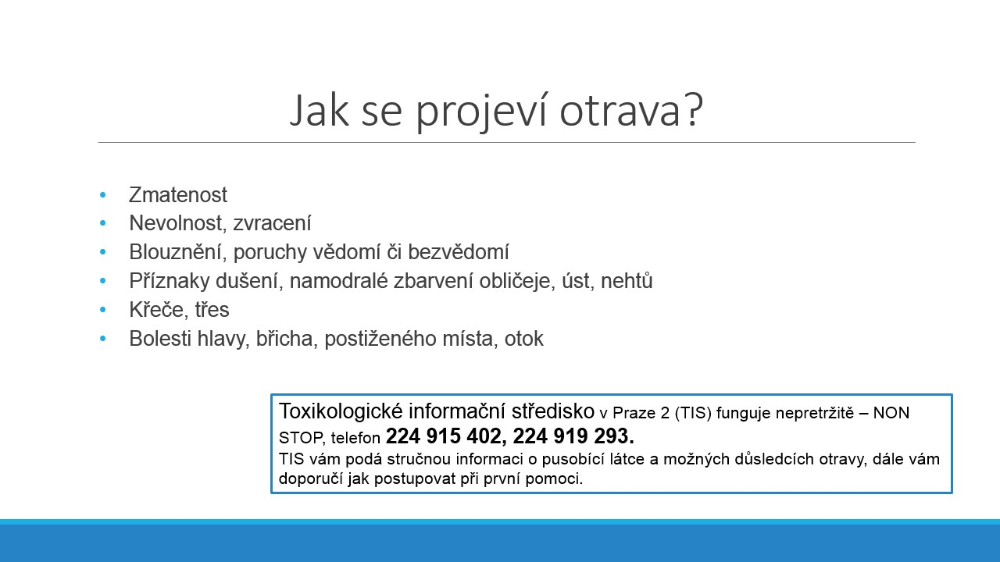 Jak se projeví otrava?
• Zmatenost
• Nevolnost, zvracení
• Blouznění, poruchy vědomí či bezvědomí
• Příznaky dušení, namodralé zbarvení obličeje, úst, nehtů
• Křeče, třes
• Bolesti hlavy, břicha, postiženého místa, otok
Toxikologické informační středisko v Praze 2 (TIS) funguje nepretržitě – NON
STOP, telefon 224 915 402, 224 919 293.
TIS vám podá stručnou informaci o pusobící látce a možných důsledcích otravy, dále vám
doporučí jak postupovat při první pomoci.